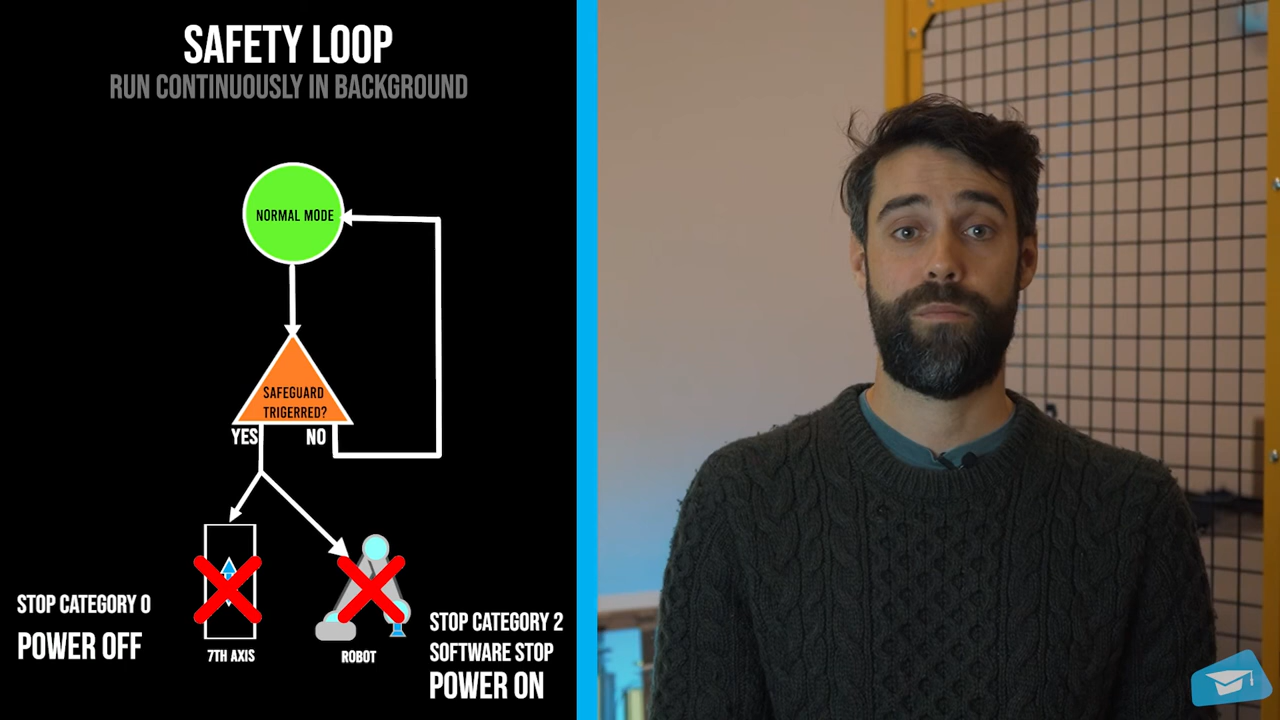 SAFETY LOOP
RUN CONTINUOUSLY IN BACKGROUND
NORMAL MODE
SAFEGUARD
TRIGERRED?
YES
NO
STOP CATEGORY 0
POWER OFF
7TH AXIS
ROBOT
STOP CATEGORY 2
SOFTWARE STOP
POWER ON